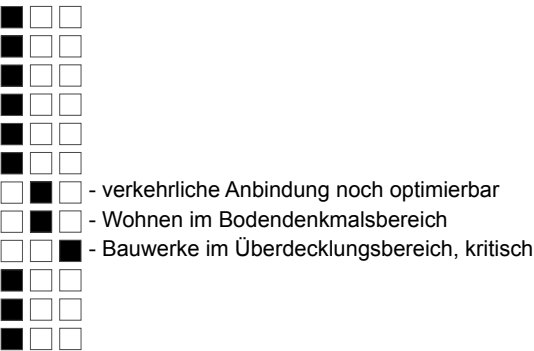 - verkehrliche Anbindung noch optimierbar
- Wohnen im Bodendenkmalsbereich
- Bauwerke im Überdecklungsbereich, kritisch